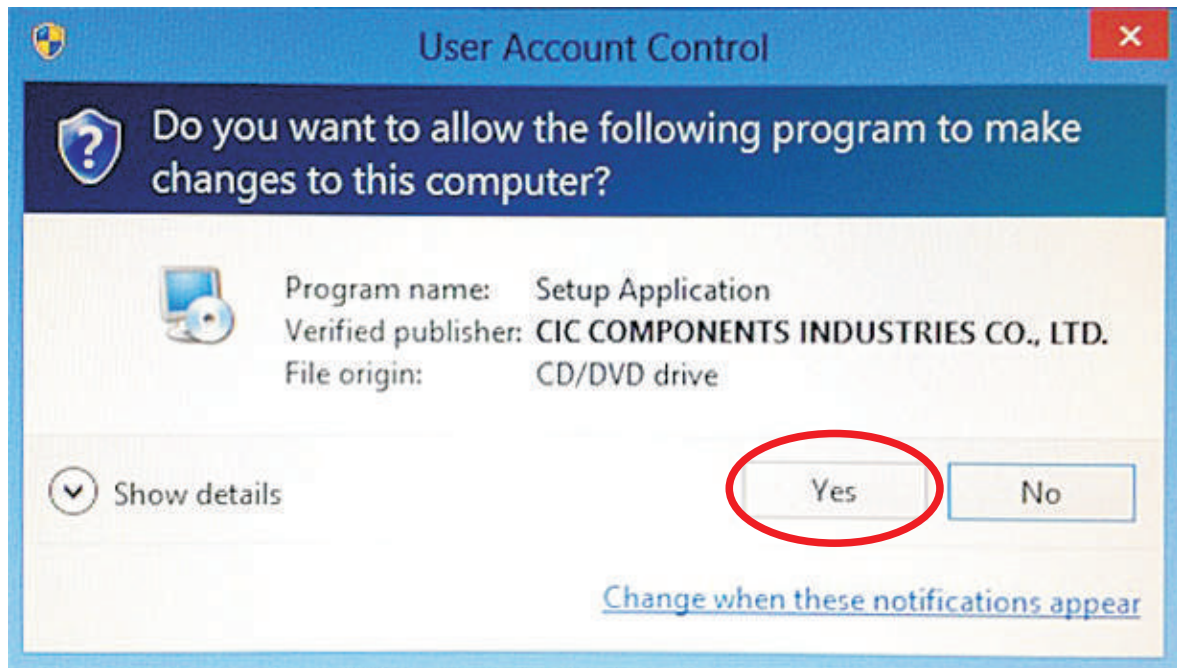 User Account Control
Do you want to allow the following program to make
changes to this computer?
Program name: Setup Application
Verified publisher: CIC COMPONENTS INDUSTRIES CO., LTD.
File origin: CD/DVD drive
Show details
Yes
No
Change when these notifications appear